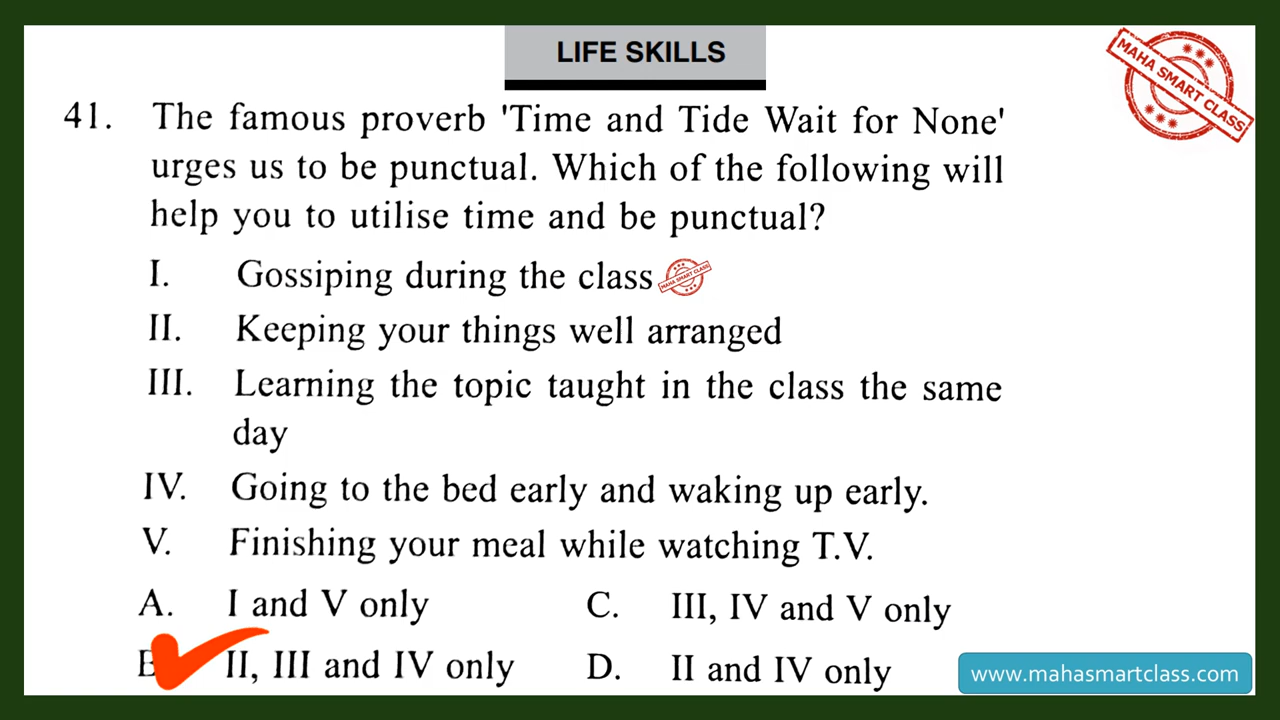 LIFE SKILLS
MAHA SMART CLASS
41. The famous proverb 'Time and Tide Wait for None'
urges us to be punctual. Which of the following will
help you to utilise time and be punctual?
I. Gossiping during the class
MAHA SMART CLASS
II. Keeping your things well arranged
III. Learning the topic taught in the class the same
day
IV. Going to the bed early and waking up early.
V. Finishing your meal while watching T.V.
A. I and V only C. III, IV and V only
B. II, III and IV only D. II and IV only
www.mahasmartclass.com